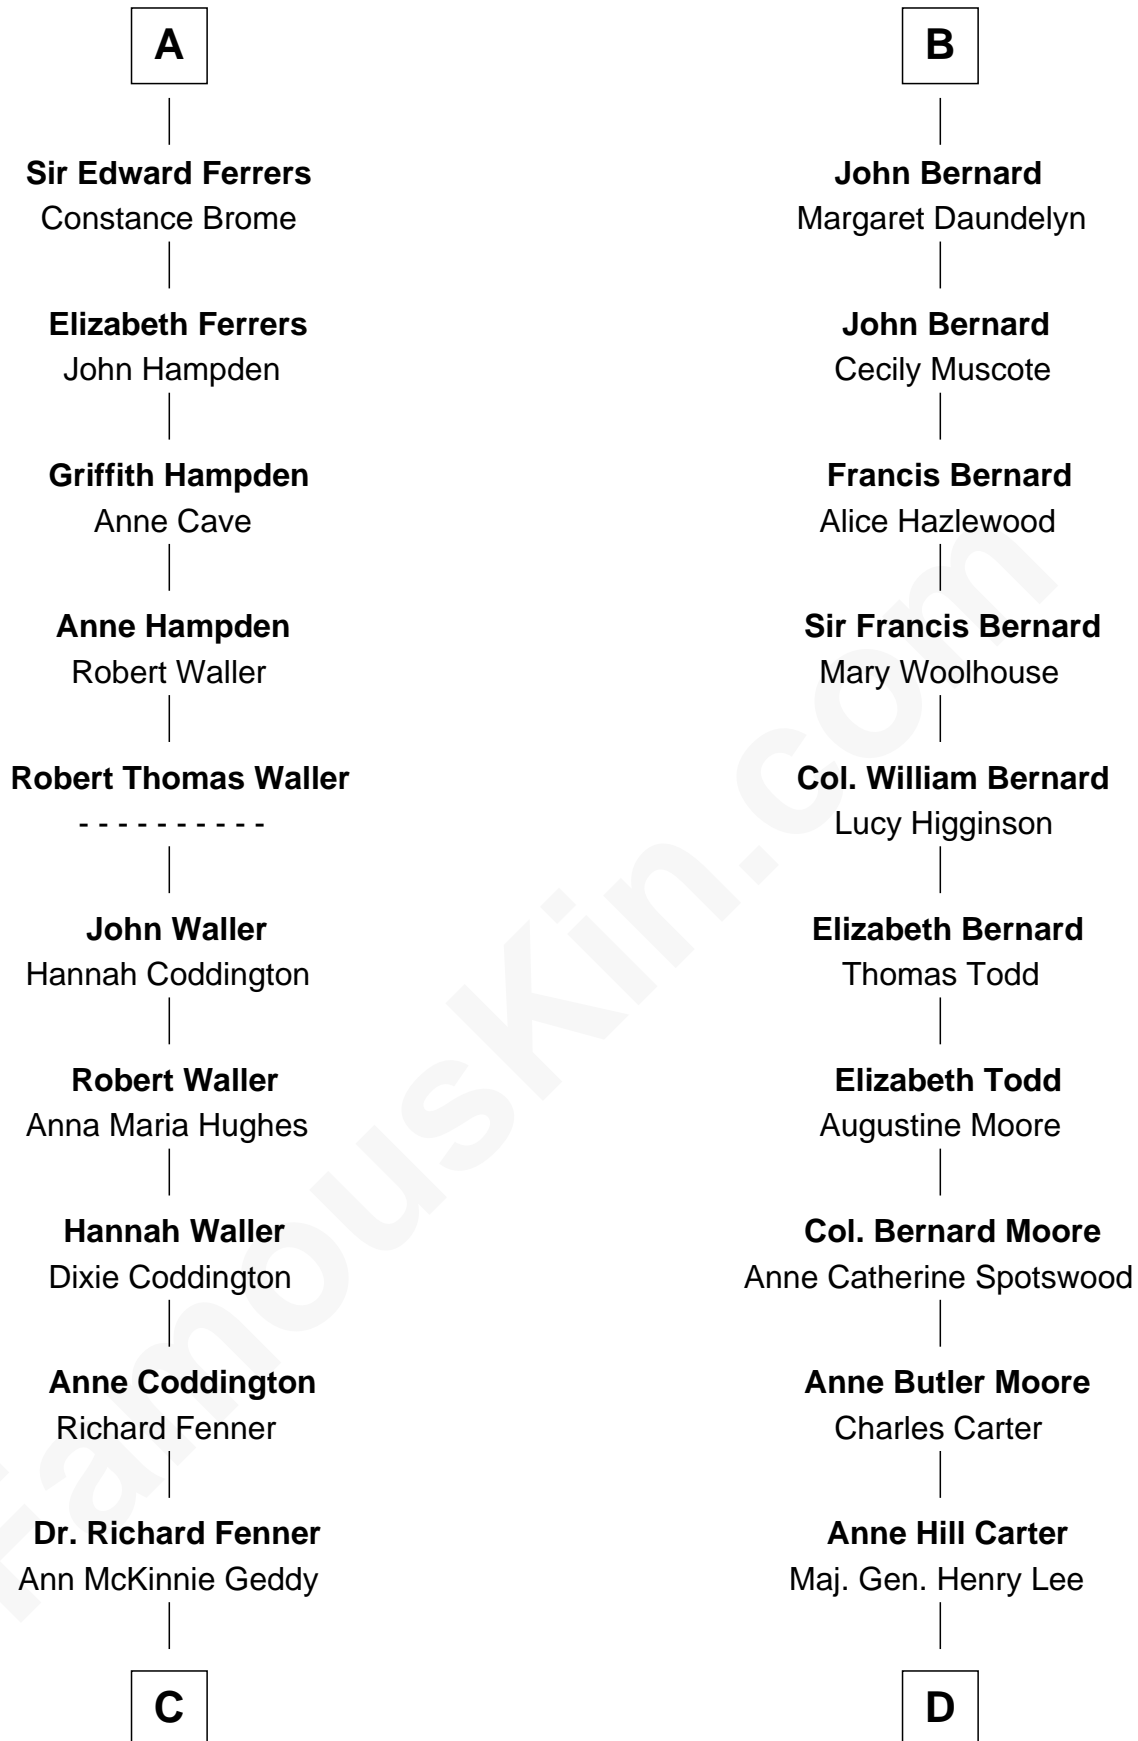 A
Sir Edward Ferrers
Constance Brome
Elizabeth Ferrers
John Hampden
Griffith Hampden
Anne Cave
Anne Hampden
Robert Waller
Robert Thomas Waller
- - - - - - - - - -
John Waller
Hannah Coddington
Robert Waller
Anna Maria Hughes
Hannah Waller
Dixie Coddington
Anne Coddington
Richard Fenner
Dr. Richard Fenner
Ann McKinnie Geddy
C
B
John Bernard
Margaret Daundelyn
John Bernard
Cecily Muscote
Francis Bernard
Alice Hazlewood
Sir Francis Bernard
Mary Woolhouse
Col. William Bernard
Lucy Higginson
Elizabeth Bernard
Thomas Todd
Elizabeth Todd
Augustine Moore
Col. Bernard Moore
Anne Catherine Spotswood
Anne Butler Moore
Charles Carter
Anne Hill Carter
Maj. Gen. Henry Lee
D
FamousKin.com